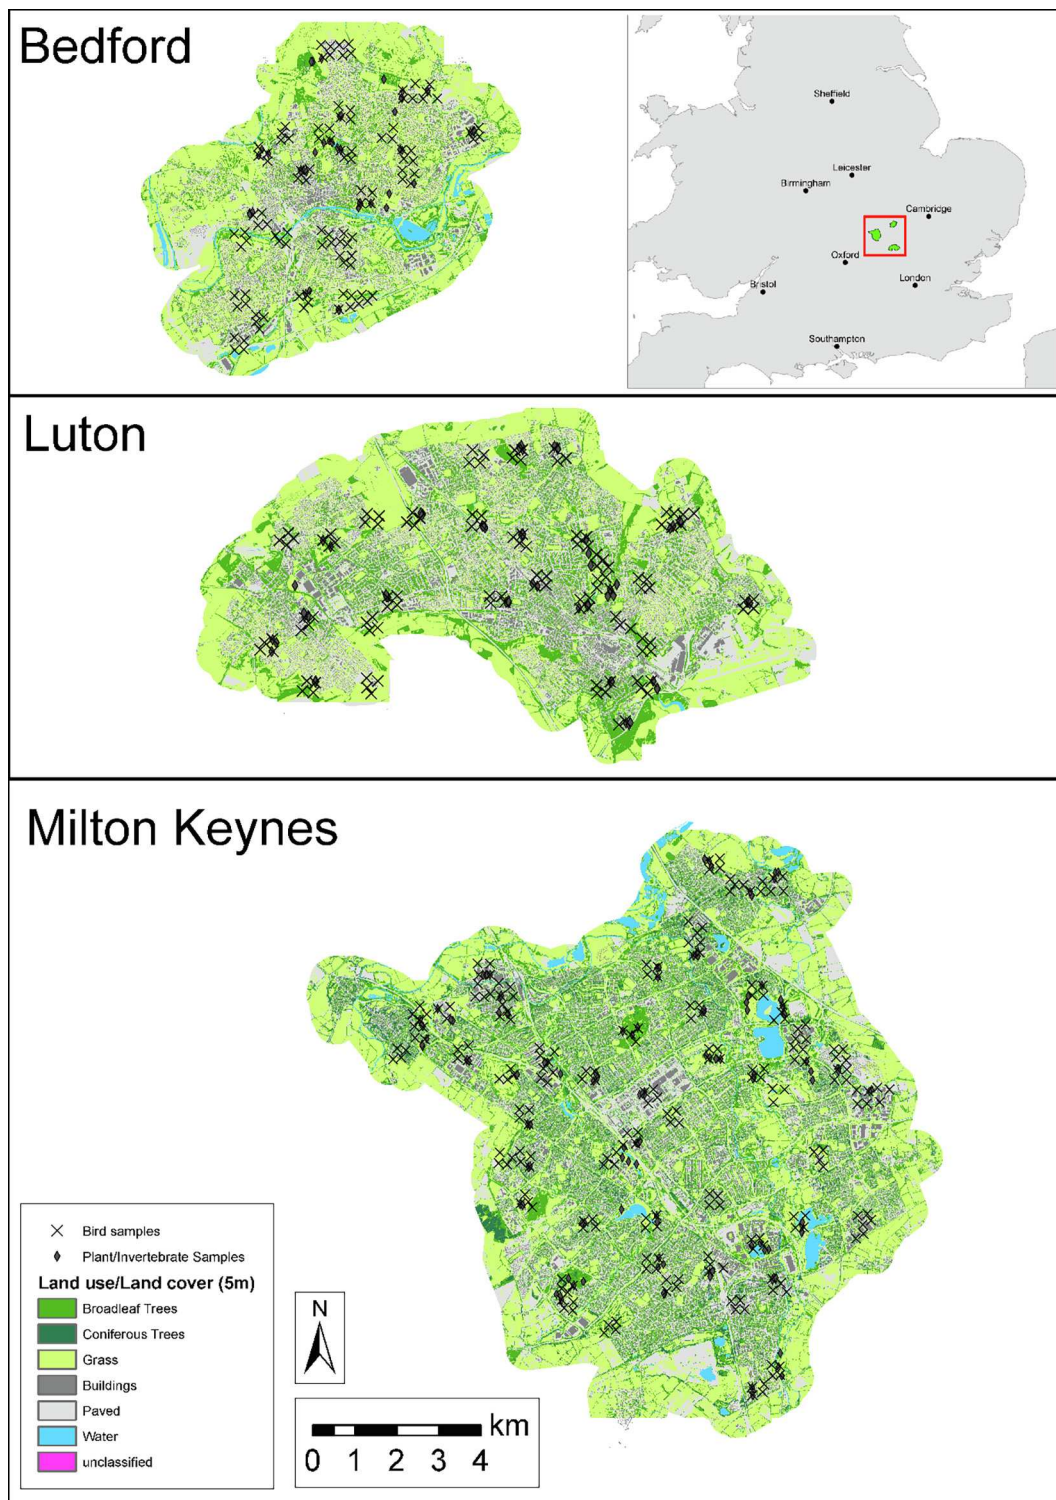 Bedford
Sheffield
Leicester
Birmingham
Cambridge
Oxford
Bristol
London
Southampton
Luton
Milton Keynes
Bird samples
Plant/Invertebrate Samples
Land use/Land cover (5m)
Broadleaf Trees
Coniferous Trees
Grass
Buildings
Paved
Water
unclassified
N
km
0 1 2 3 4